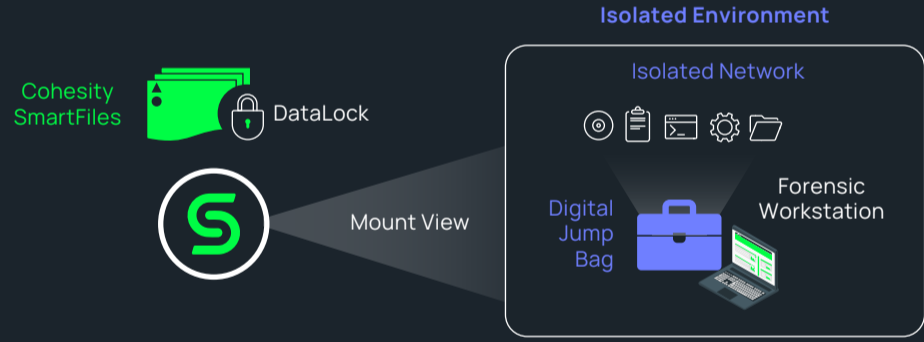 Isolated Environment
Cohesity
SmartFiles
DataLock
Mount View
Isolated Network
Digital
Jump
Bag
Forensic
Workstation